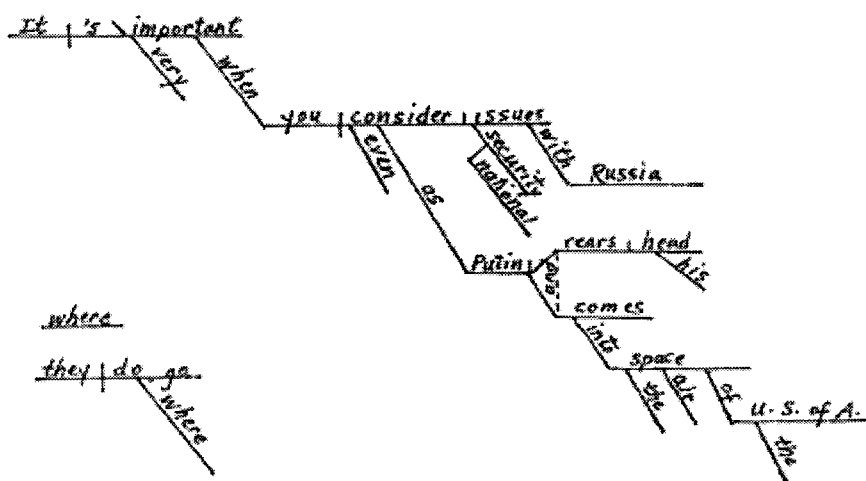 It 's important
very
when
you consider issues
even
as
security
national
with
Russia
Putin
and
rears head
his
comes
into
space
the
air
of
U. S. of A.
the
where
they do go
where